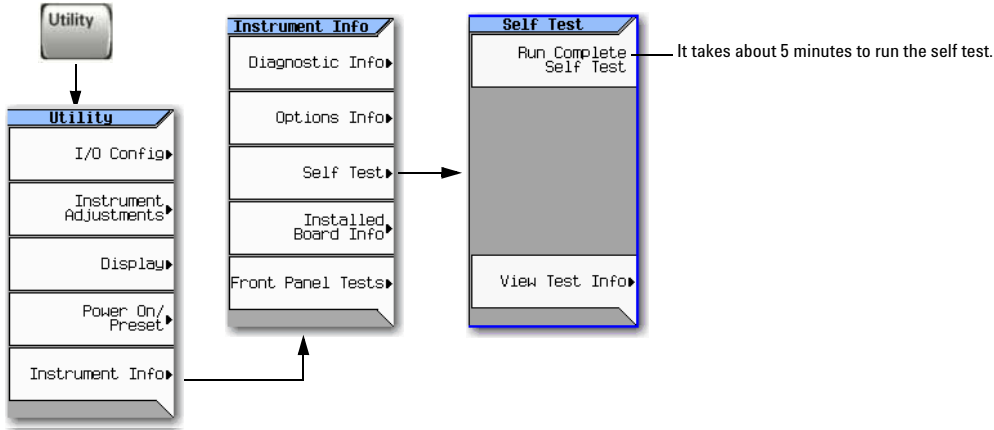 Utility
Utility
I/O Config
Instrument
Adjustments
Display
Power On/
Preset
Instrument Info
Instrument Info
Diagnostic Info
Options Info
Self Test
Installed
Board Info
Front Panel Tests
Self Test
Run Complete
Self Test
It takes about 5 minutes to run the self test.
View Test Info